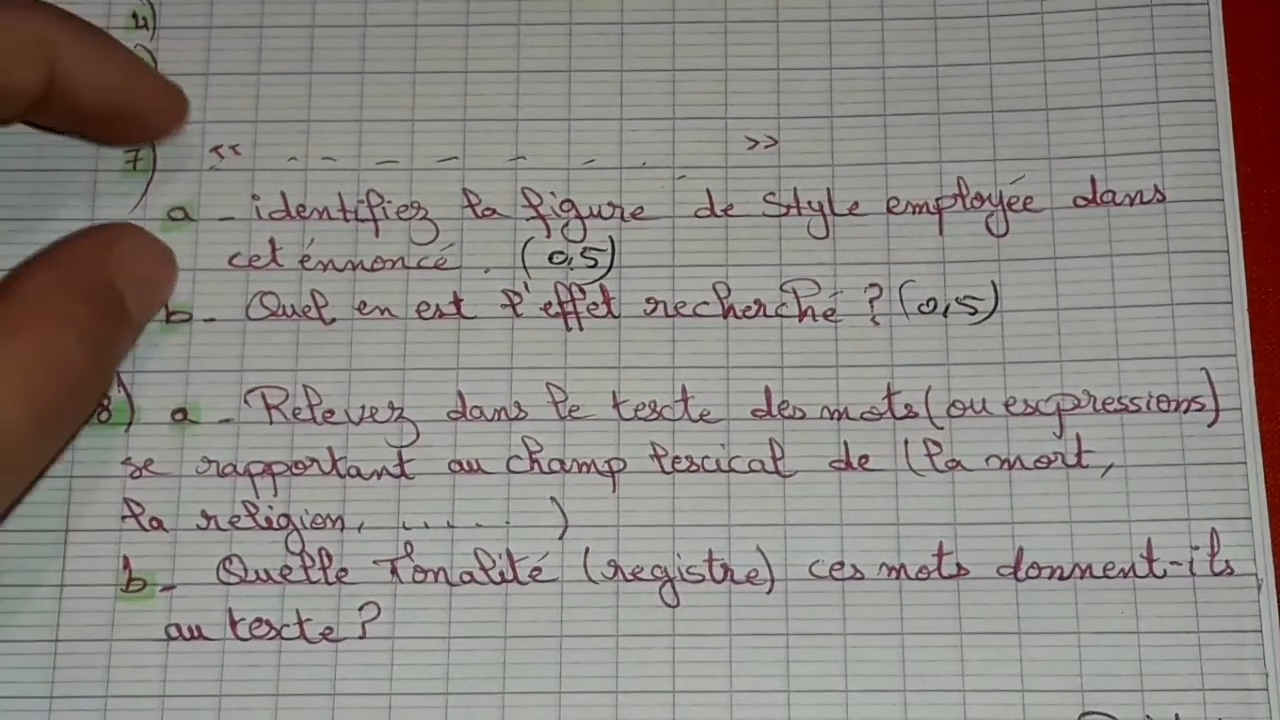 4)
7) « - - - - - - . - »
a - identifiez la figure de style employée dans
cet énnoncé. (0,5)
b - Quel en est l'effet recherché ? (0,5)
8) a - Relevez dans le texte des mots (ou expressions)
se rapportant au champ lexical de (la mort,
la religion, ......)
b - Quelle Tonalité (registre) ces mots donnent-ils
au texte ?